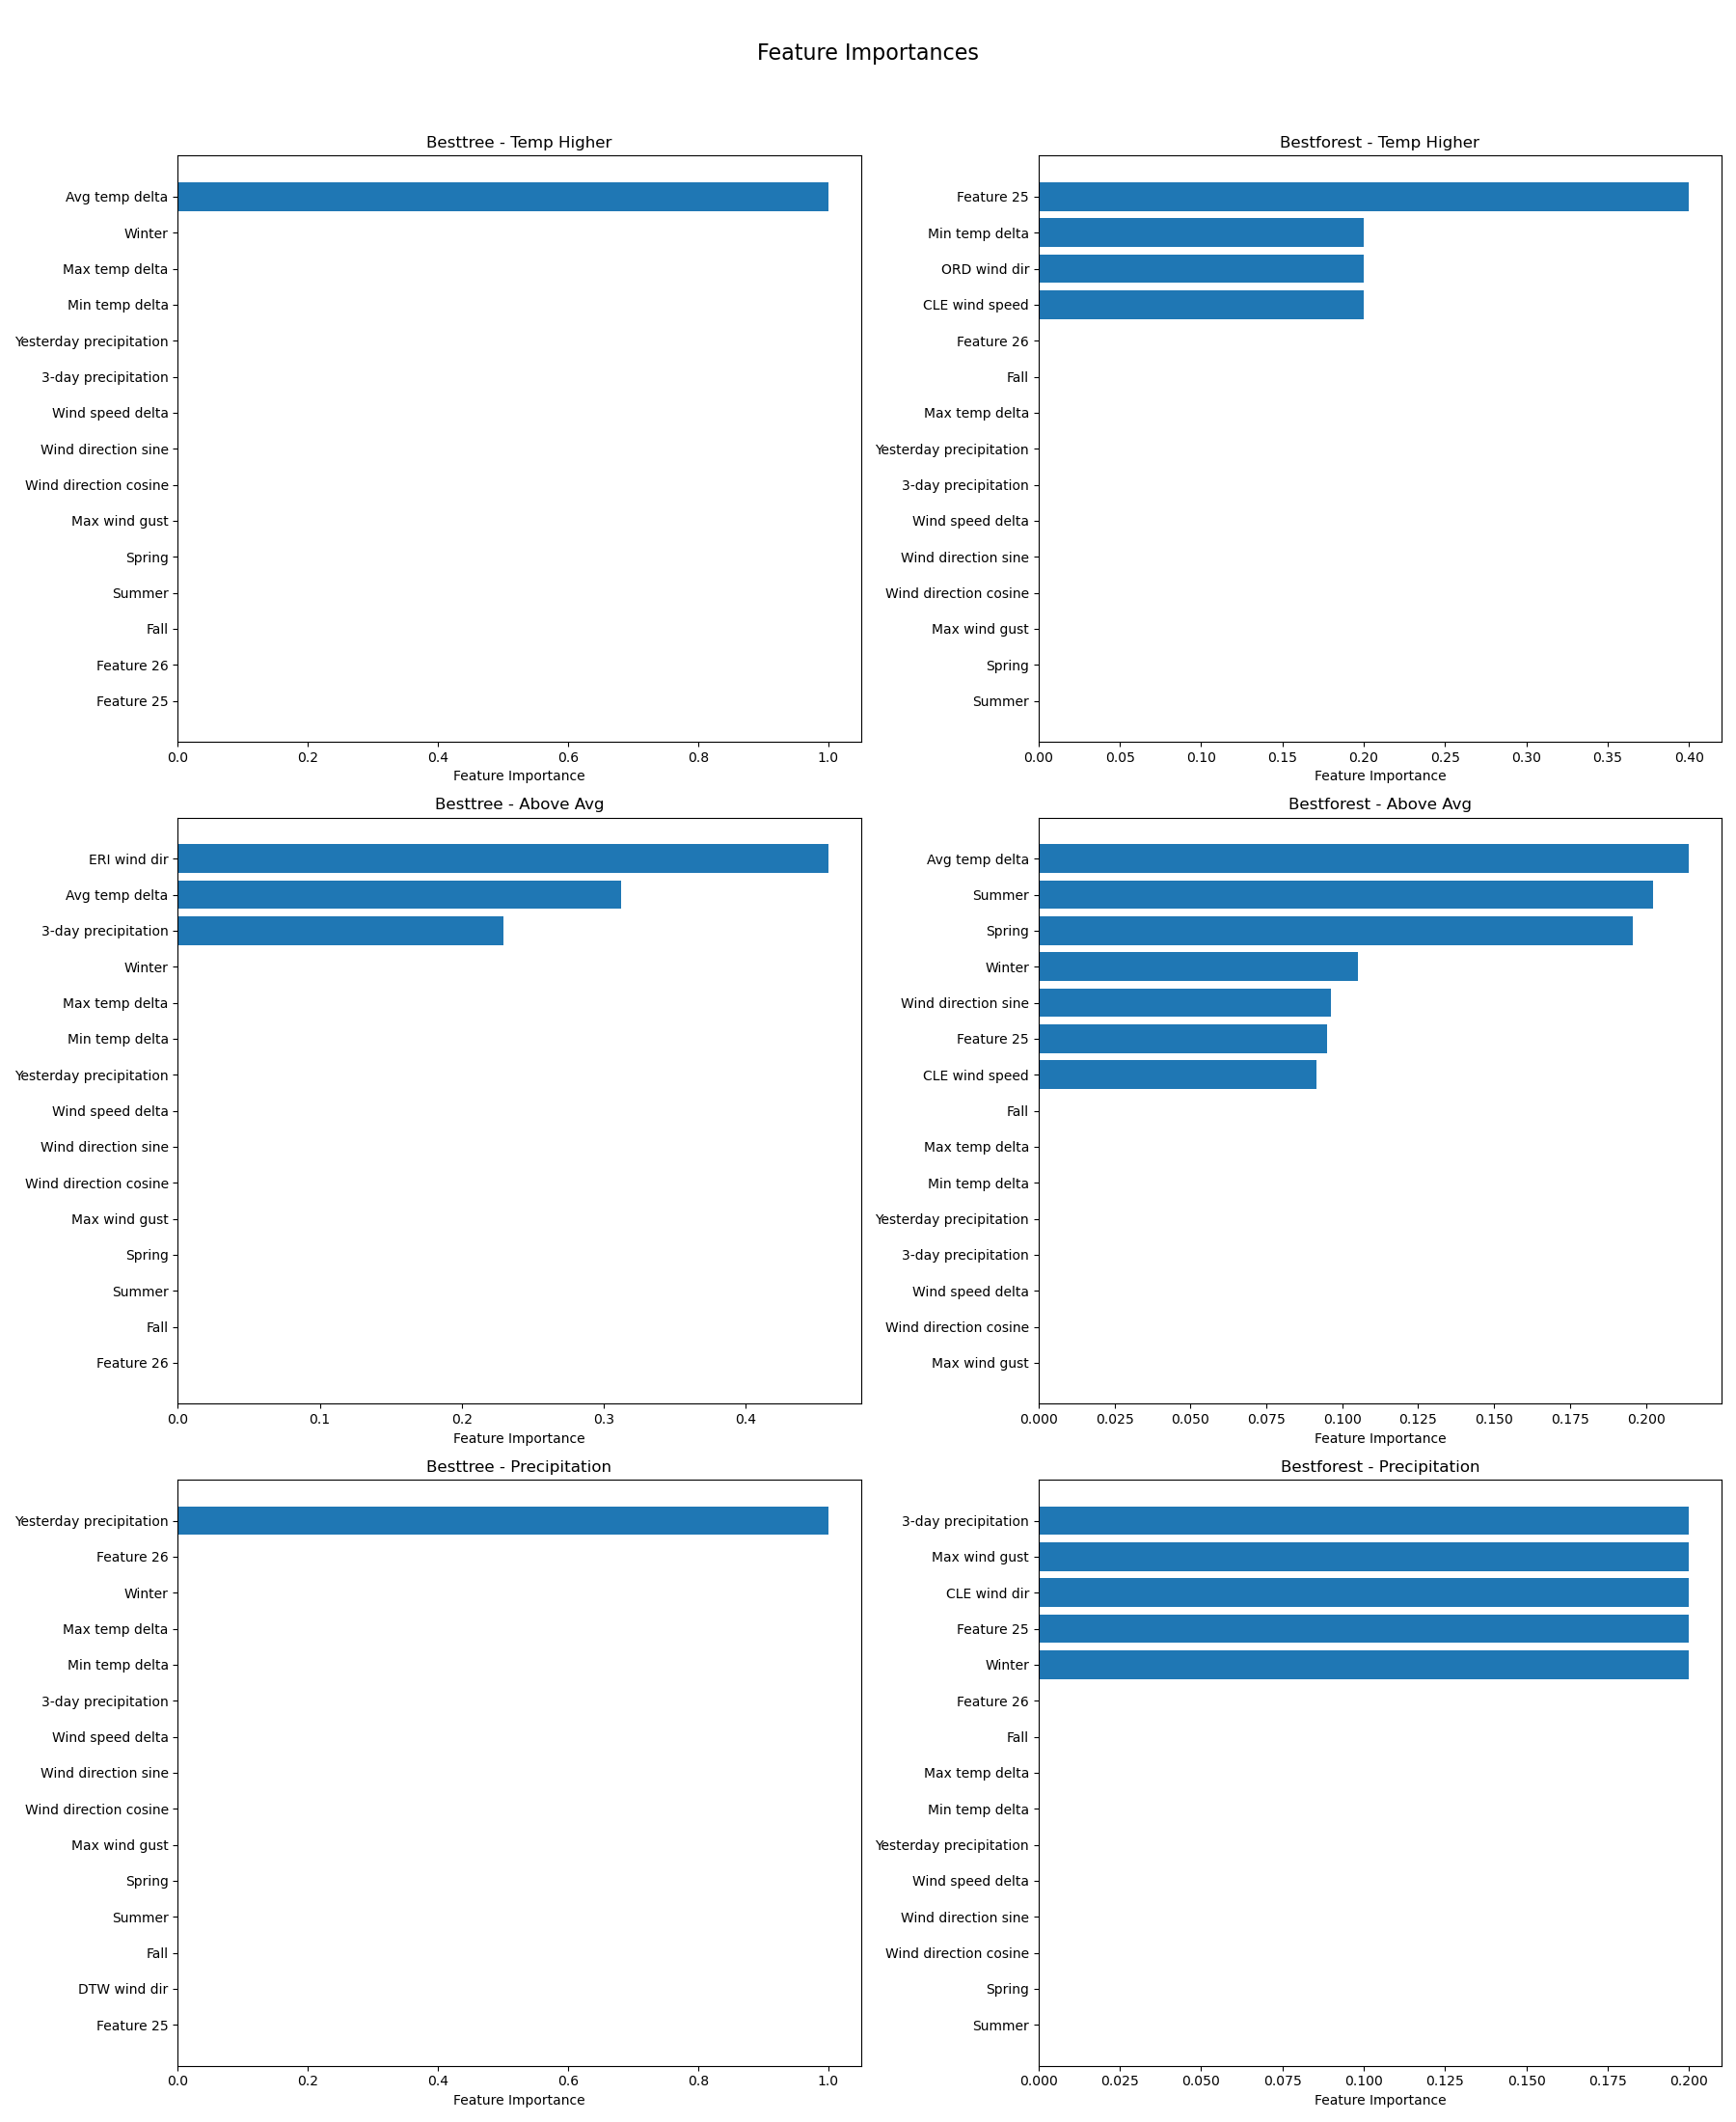 Feature Importances
Besttree - Temp Higher
Avg temp delta
Winter
Max temp delta
Min temp delta
Yesterday precipitation
3-day precipitation
Wind speed delta
Wind direction sine
Wind direction cosine
Max wind gust
Spring
Summer
Fall
Feature 26
Feature 25
0.0 0.2 0.4 0.6 0.8 1.0
Feature Importance
Bestforest - Temp Higher
Feature 25
Min temp delta
ORD wind dir
CLE wind speed
Feature 26
Fall
Max temp delta
Yesterday precipitation
3-day precipitation
Wind speed delta
Wind direction sine
Wind direction cosine
Max wind gust
Spring
Summer
0.00 0.05 0.10 0.15 0.20 0.25 0.30 0.35 0.40
Feature Importance
Besttree - Above Avg
ERI wind dir
Avg temp delta
3-day precipitation
Winter
Max temp delta
Min temp delta
Yesterday precipitation
Wind speed delta
Wind direction sine
Wind direction cosine
Max wind gust
Spring
Summer
Fall
Feature 26
0.0 0.1 0.2 0.3 0.4
Feature Importance
Bestforest - Above Avg
Avg temp delta
Summer
Spring
Winter
Wind direction sine
Feature 25
CLE wind speed
Fall
Max temp delta
Min temp delta
Yesterday precipitation
3-day precipitation
Wind speed delta
Wind direction cosine
Max wind gust
0.000 0.025 0.050 0.075 0.100 0.125 0.150 0.175 0.200
Feature Importance
Besttree - Precipitation
Yesterday precipitation
Feature 26
Winter
Max temp delta
Min temp delta
3-day precipitation
Wind speed delta
Wind direction sine
Wind direction cosine
Max wind gust
Spring
Summer
Fall
DTW wind dir
Feature 25
0.0 0.2 0.4 0.6 0.8 1.0
Feature Importance
Bestforest - Precipitation
3-day precipitation
Max wind gust
CLE wind dir
Feature 25
Winter
Feature 26
Fall
Max temp delta
Min temp delta
Yesterday precipitation
Wind speed delta
Wind direction sine
Wind direction cosine
Spring
Summer
0.000 0.025 0.050 0.075 0.100 0.125 0.150 0.175 0.200
Feature Importance